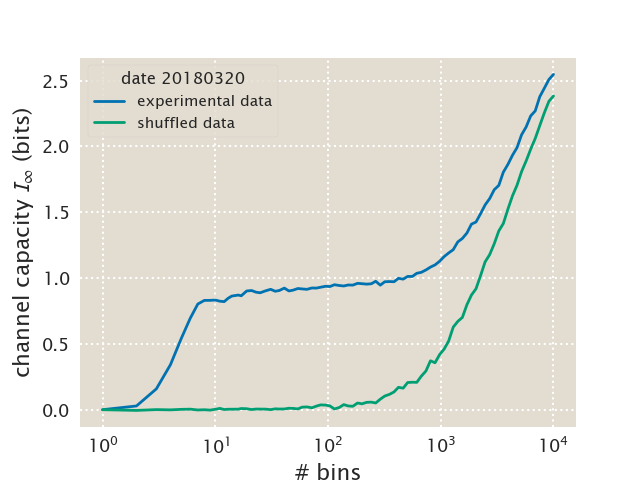 date 20180320
experimental data
shuffled data
channel capacity I∞ (bits)
2.5
2.0
1.5
1.0
0.5
0.0
10⁰ 10¹ 10² 10³ 10⁴
# bins